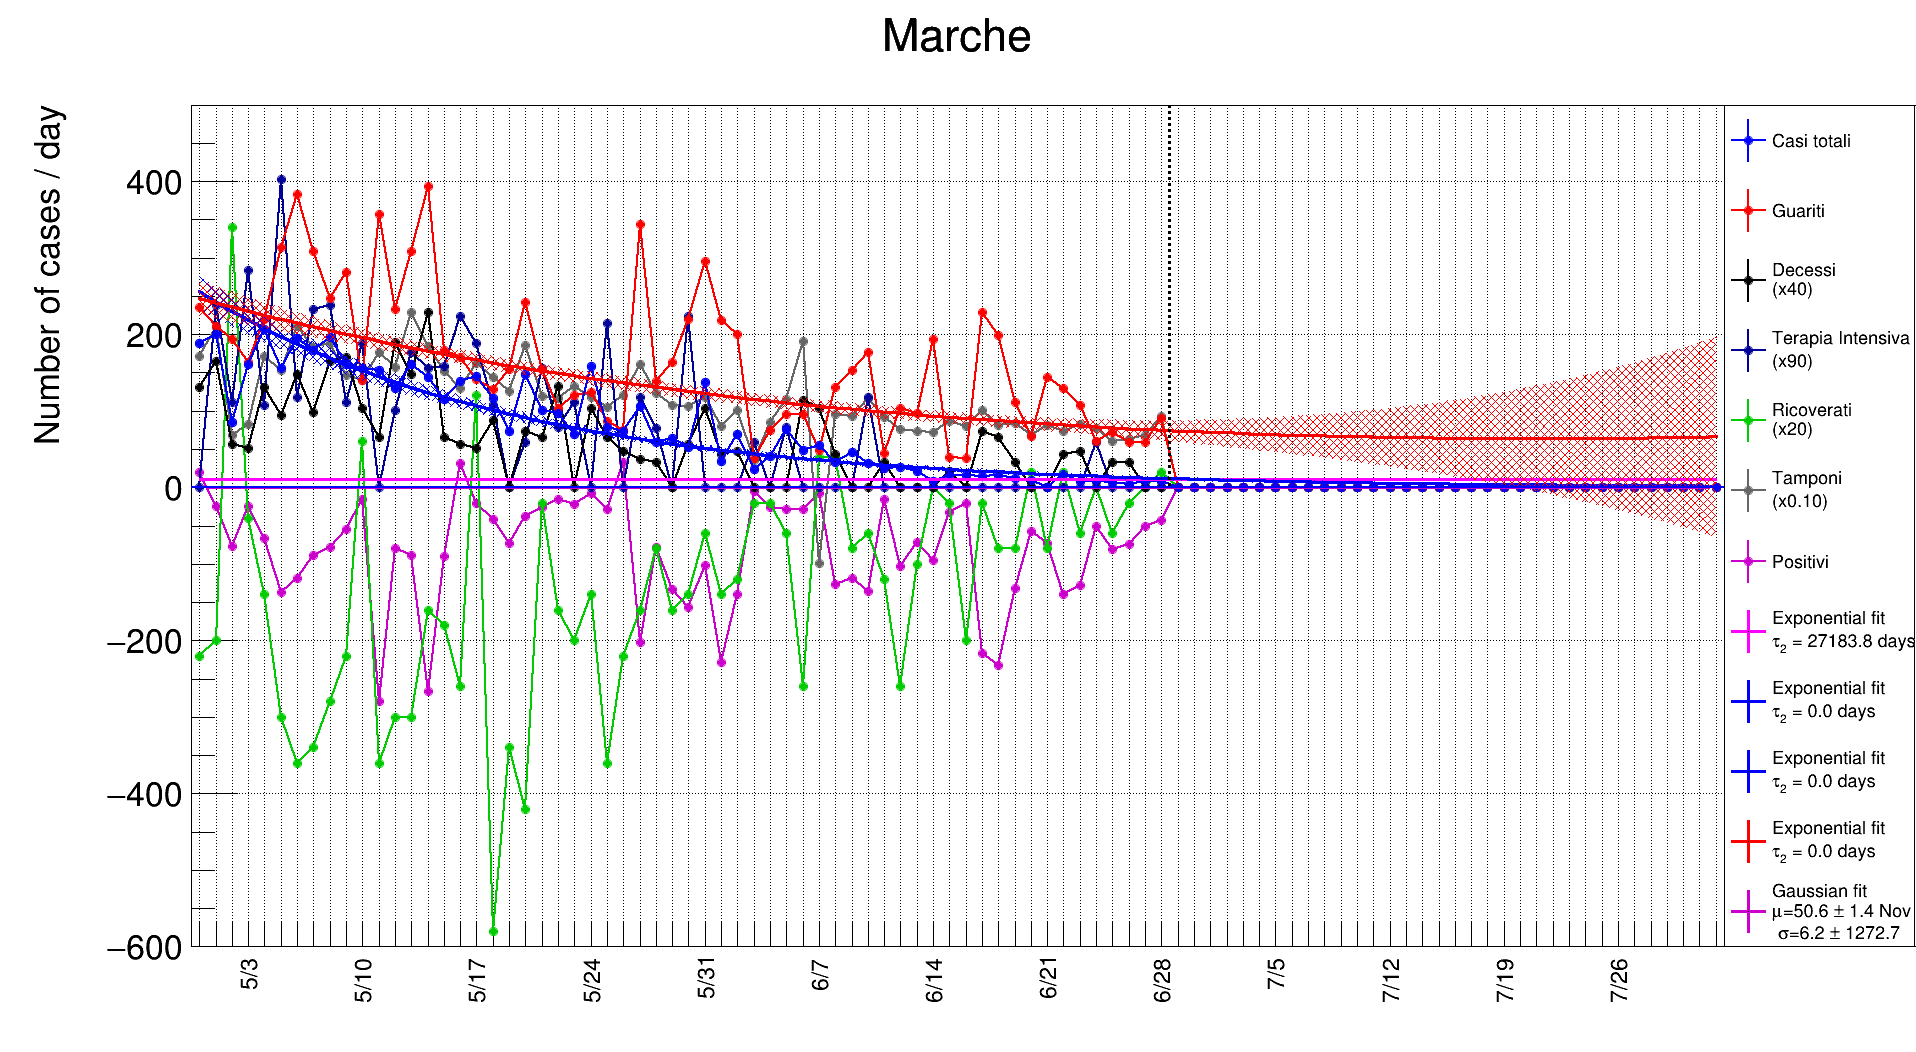 Marche
Number of cases / day
400
200
0
−200
−400
−600
5/3
5/10
5/17
5/24
5/31
6/7
6/14
6/21
6/28
7/5
7/12
7/19
7/26
Casi totali
Guariti
Decessi
(x40)
Terapia Intensiva
(x90)
Ricoverati
(x20)
Tamponi
(x0.10)
Positivi
Exponential fit
τ2 = 27183.8 days
Exponential fit
τ2 = 0.0 days
Exponential fit
τ2 = 0.0 days
Exponential fit
τ2 = 0.0 days
Gaussian fit
μ=50.6 ± 1.4 Nov
σ=6.2 ± 1272.7